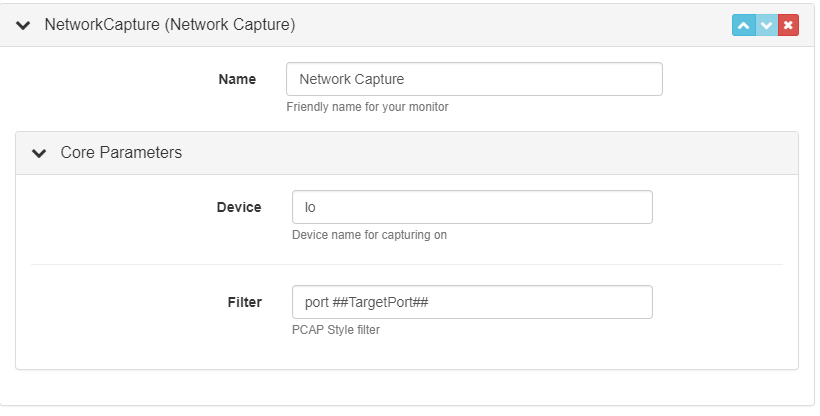 NetworkCapture (Network Capture)
Name
Network Capture
Friendly name for your monitor
Core Parameters
Device
lo
Device name for capturing on
Filter
port ##TargetPort##
PCAP Style filter